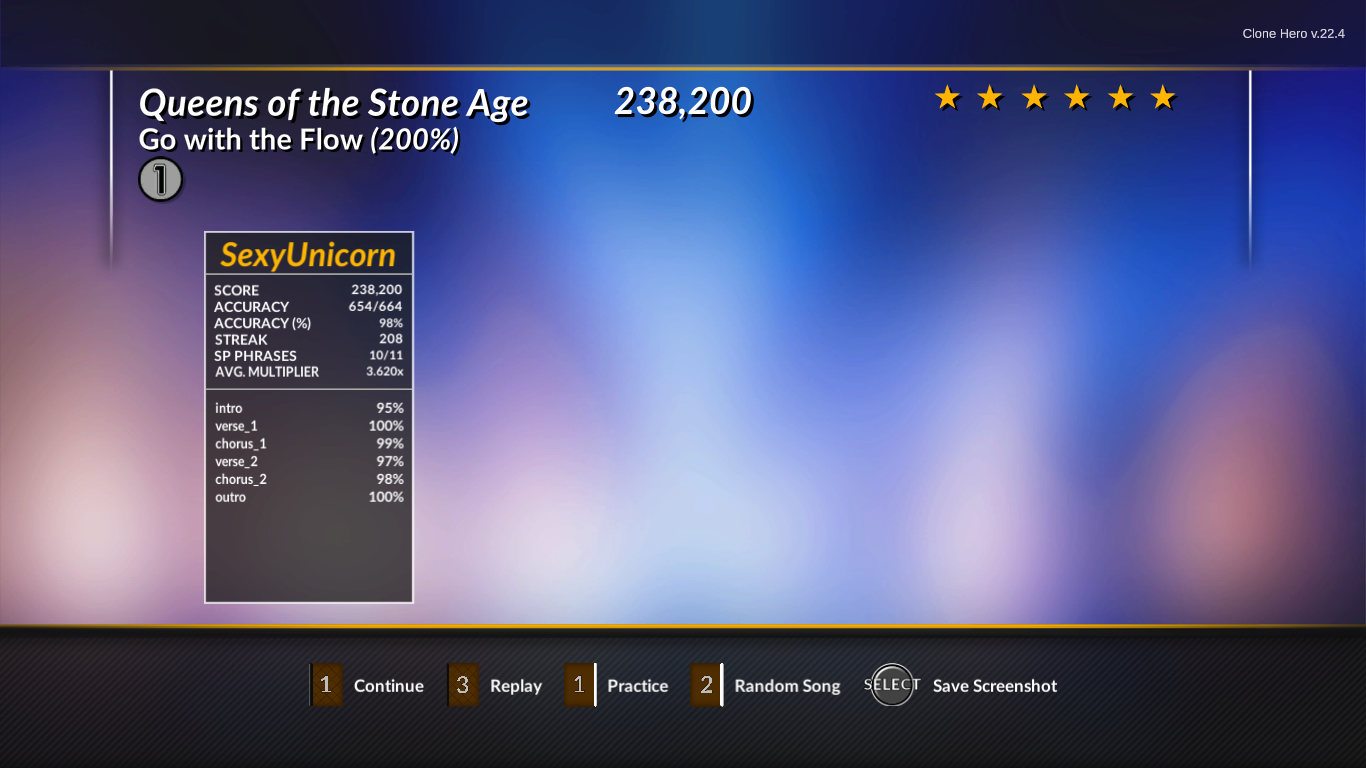 Clone Hero v.22.4
Queens of the Stone Age 238,200
Go with the Flow (200%)
1
SexyUnicorn
SCORE 238,200
ACCURACY 654/664
ACCURACY (%) 98%
STREAK 208
SP PHRASES 10/11
AVG. MULTIPLIER 3.620x
intro 95%
verse_1 100%
chorus_1 99%
verse_2 97%
chorus_2 98%
outro 100%
1 Continue 3 Replay 1 Practice 2 Random Song SELECT Save Screenshot